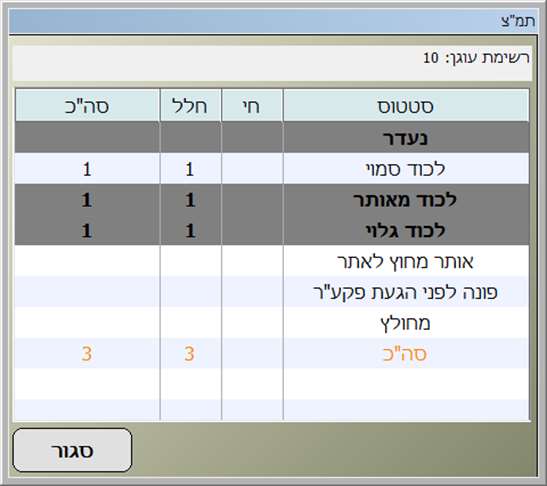 תמ"צ
רשימת עוגן: 10
סטטוס חי חלל סה"כ
נעדר
לכוד סמוי 1 1
לכוד מאותר 1 1
לכוד גלוי 1 1
אותר מחוץ לאתר
פונה לפני הגעת פקע"ר
מחולץ
סה"כ 3 3
סגור